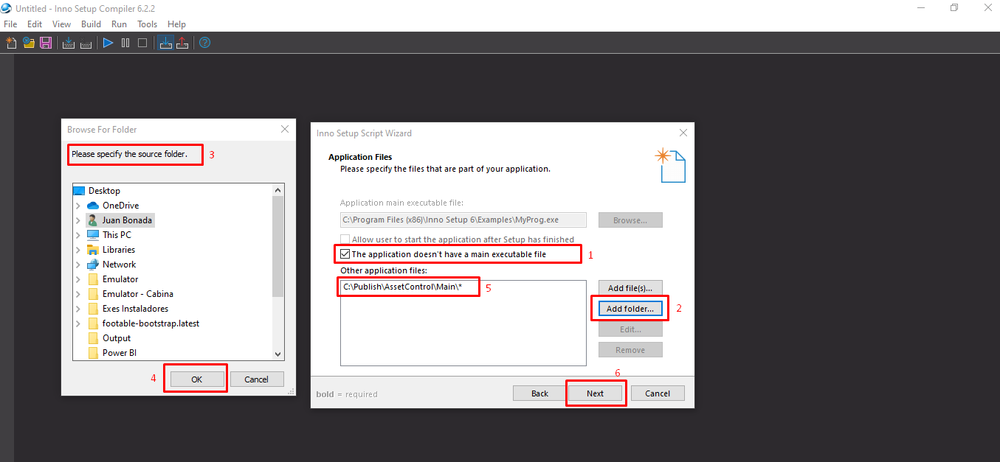 Untitled - Inno Setup Compiler 6.2.2
File Edit View Build Run Tools Help
Browse For Folder
Please specify the source folder. 3
Desktop
OneDrive
Juan Bonada
This PC
Libraries
Network
Emulator
Emulator - Cabina
Exes Instaladores
footable-bootstrap.latest
Output
Power BI
4 OK Cancel
Inno Setup Script Wizard
Application Files
Please specify the files that are part of your application.
Application main executable file:
C:\Program Files (x86)\Inno Setup 6\Examples\MyProg.exe Browse...
Allow user to start the application after Setup has finished
The application doesn't have a main executable file 1
Other application files:
C:\Publish\AssetControl\Main\* 5
Add file(s)...
Add folder... 2
Edit...
Remove
6
bold = required Back Next Cancel